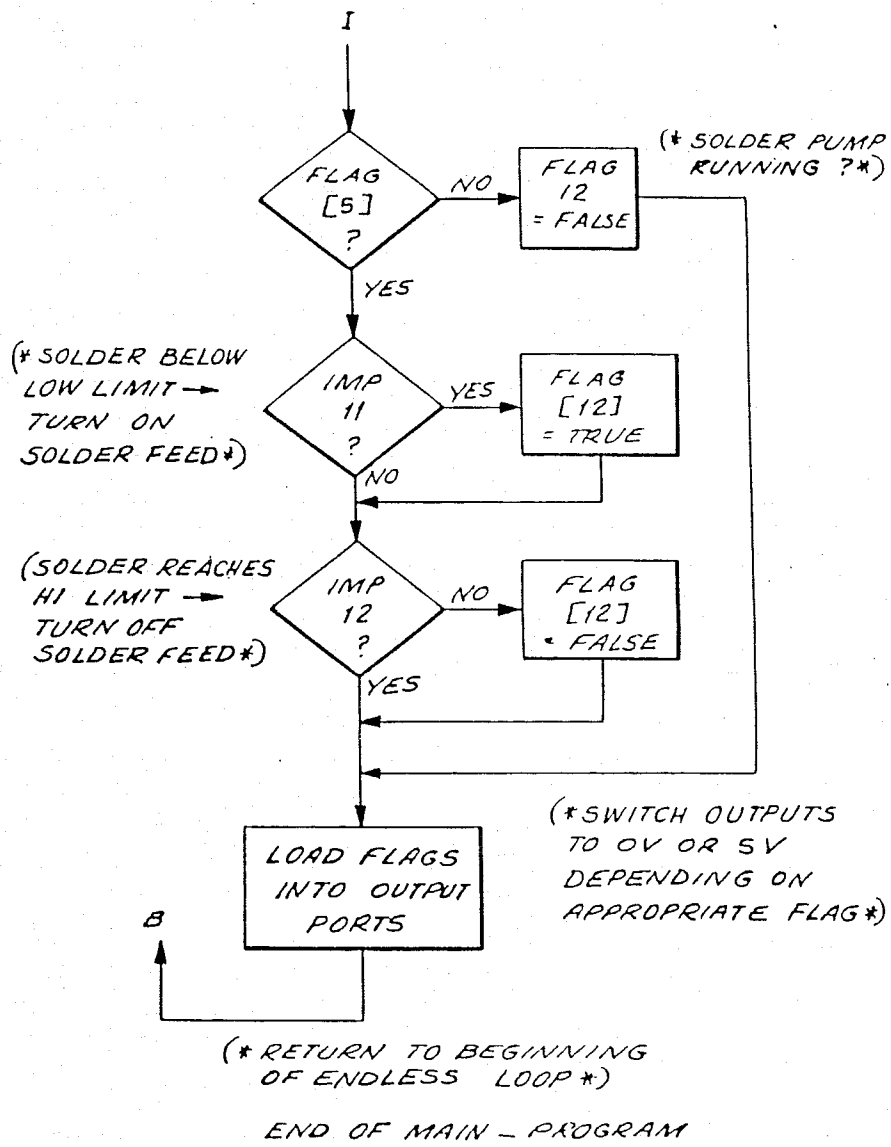 I
FLAG
[5]
?
NO
FLAG
12
= FALSE
(* SOLDER PUMP
RUNNING ?*)
YES
(* SOLDER BELOW
LOW LIMIT →
TURN ON
SOLDER FEED *)
IMP
11
?
YES
FLAG
[12]
= TRUE
NO
(SOLDER REACHES
HI LIMIT →
TURN OFF
SOLDER FEED *)
IMP
12
?
NO
FLAG
[12]
- FALSE
YES
(* SWITCH OUTPUTS
TO OV OR 5V
DEPENDING ON
APPROPRIATE FLAG *)
LOAD FLAGS
INTO OUTPUT
PORTS
B
(* RETURN TO BEGINNING
OF ENDLESS LOOP *)
END OF MAIN - PROGRAM